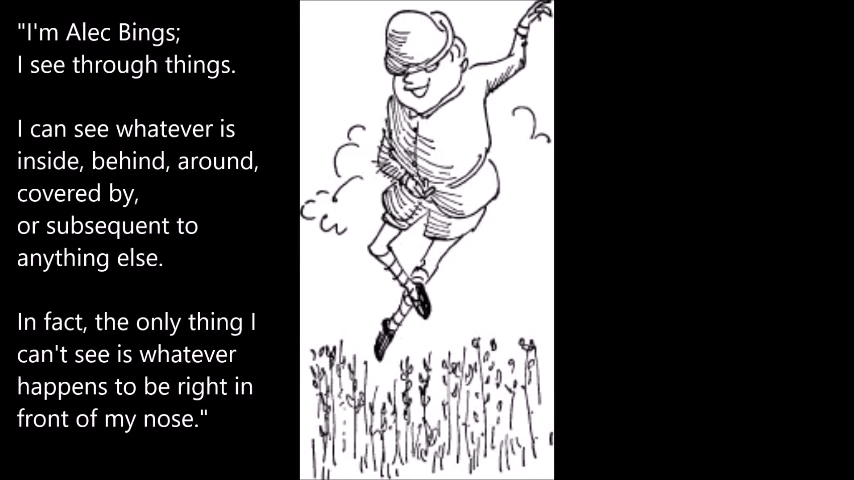 "I'm Alec Bings;
I see through things.
I can see whatever is
inside, behind, around,
covered by,
or subsequent to
anything else.
In fact, the only thing I
can't see is whatever
happens to be right in
front of my nose."